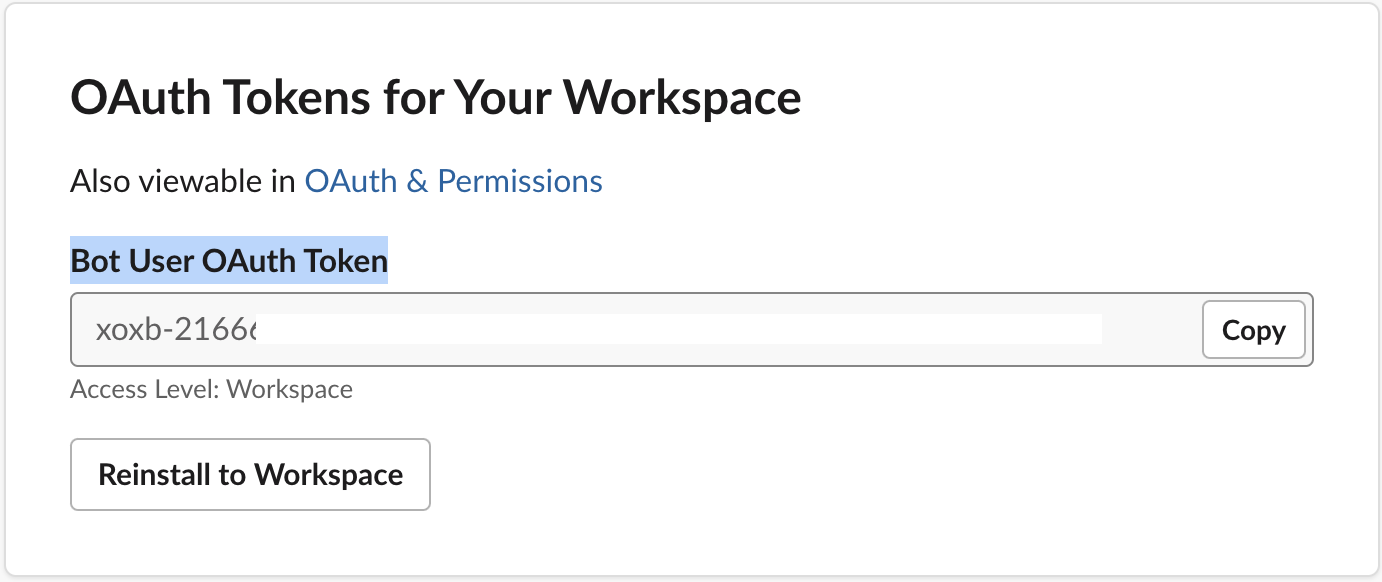 OAuth Tokens for Your Workspace
Also viewable in OAuth & Permissions
Bot User OAuth Token
xoxb-21666
Copy
Access Level: Workspace
Reinstall to Workspace